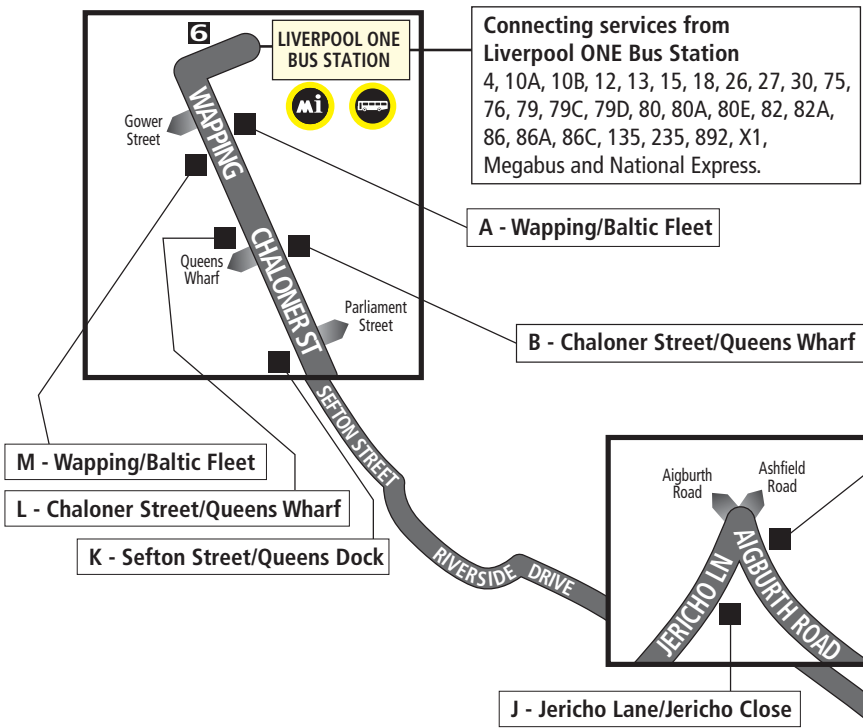 6
LIVERPOOL ONE
BUS STATION
Mi
Connecting services from
Liverpool ONE Bus Station
4, 10A, 10B, 12, 13, 15, 18, 26, 27, 30, 75,
76, 79, 79C, 79D, 80, 80A, 80E, 82, 82A,
86, 86A, 86C, 135, 235, 892, X1,
Megabus and National Express.
WAPPING
Gower
Street
A - Wapping/Baltic Fleet
CHALONER ST
Queens
Wharf
Parliament
Street
B - Chaloner Street/Queens Wharf
SEFTON STREET
M - Wapping/Baltic Fleet
L - Chaloner Street/Queens Wharf
K - Sefton Street/Queens Dock
RIVERSIDE DRIVE
Aigburth
Road
Ashfield
Road
JERICHO LN
AIGBURTH ROAD
J - Jericho Lane/Jericho Close